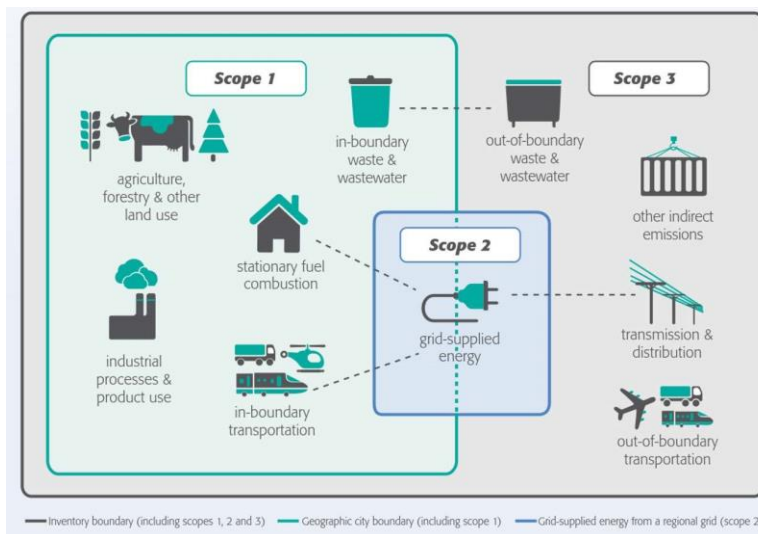 Scope 1
Scope 3
in-boundary
waste &
wastewater
out-of-boundary
waste &
wastewater
agriculture,
forestry & other
land use
other indirect
emissions
Scope 2
stationary fuel
combustion
grid-supplied
energy
transmission &
distribution
industrial
processes &
product use
in-boundary
transportation
out-of-boundary
transportation
Inventory boundary (including scopes 1, 2 and 3) Geographic city boundary (including scope 1) Grid-supplied energy from a regional grid (scope 2